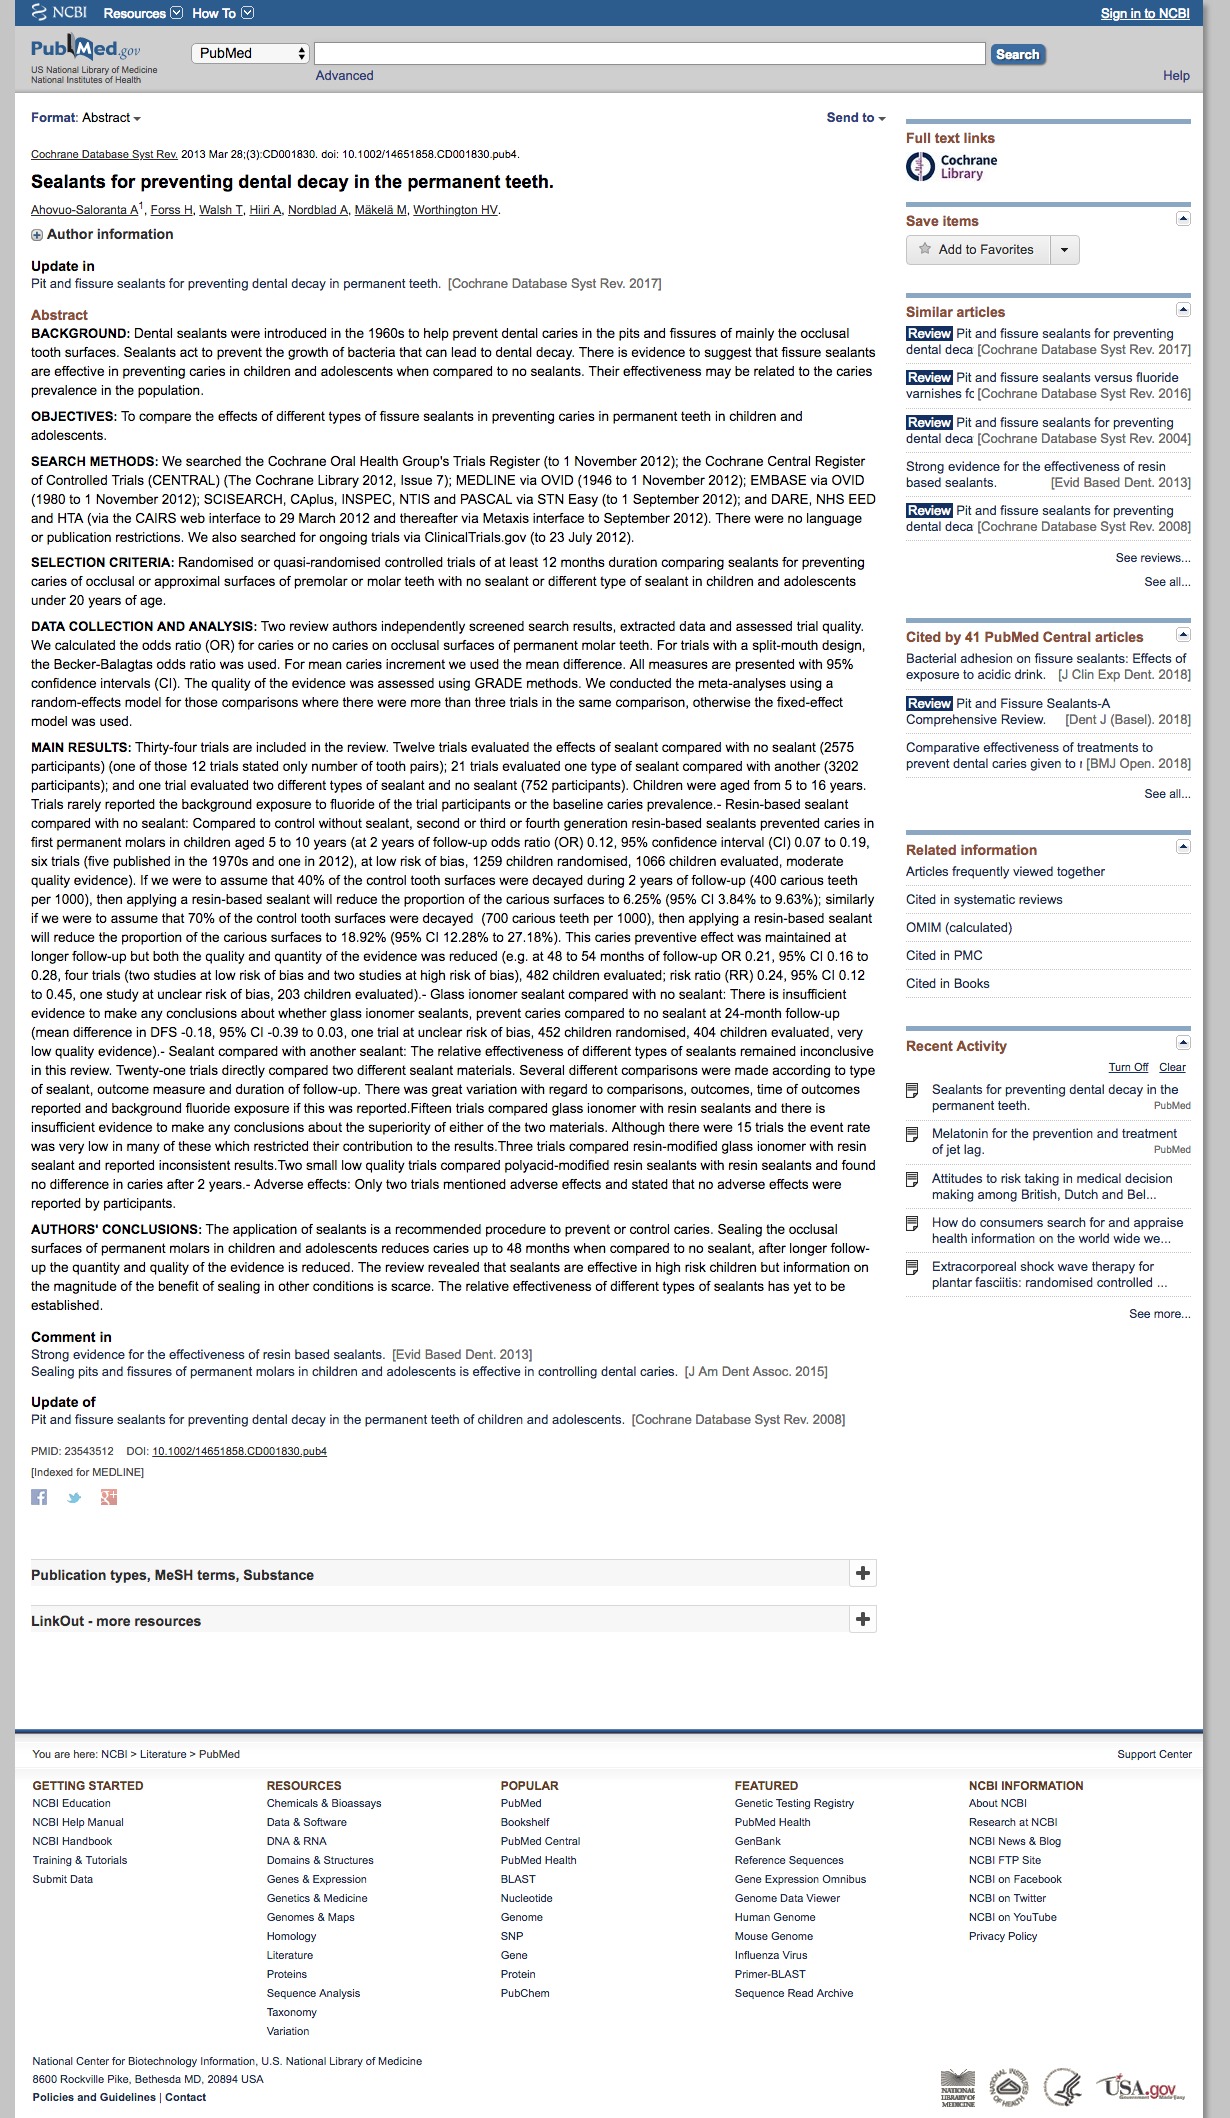 NCBI Resources How To Sign in to NCBI
PubMed.gov
US National Library of Medicine
National Institutes of Health
PubMed
Search
Advanced
Help
Format: Abstract
Send to
Cochrane Database Syst Rev. 2013 Mar 28;(3):CD001830. doi: 10.1002/14651858.CD001830.pub4.
Sealants for preventing dental decay in the permanent teeth.
Ahovuo-Saloranta A1, Forss H, Walsh T, Hiiri A, Nordblad A, Mäkelä M, Worthington HV.
Author information
Update in
Pit and fissure sealants for preventing dental decay in permanent teeth. [Cochrane Database Syst Rev. 2017]
Abstract
BACKGROUND: Dental sealants were introduced in the 1960s to help prevent dental caries in the pits and fissures of mainly the occlusal
tooth surfaces. Sealants act to prevent the growth of bacteria that can lead to dental decay. There is evidence to suggest that fissure sealants
are effective in preventing caries in children and adolescents when compared to no sealants. Their effectiveness may be related to the caries
prevalence in the population.
OBJECTIVES: To compare the effects of different types of fissure sealants in preventing caries in permanent teeth in children and
adolescents.
SEARCH METHODS: We searched the Cochrane Oral Health Group's Trials Register (to 1 November 2012); the Cochrane Central Register
of Controlled Trials (CENTRAL) (The Cochrane Library 2012, Issue 7); MEDLINE via OVID (1946 to 1 November 2012); EMBASE via OVID
(1980 to 1 November 2012); SCISEARCH, CAplus, INSPEC, NTIS and PASCAL via STN Easy (to 1 September 2012); and DARE, NHS EED
and HTA (via the CAIRS web interface to 29 March 2012 and thereafter via Metaxis interface to September 2012). There were no language
or publication restrictions. We also searched for ongoing trials via ClinicalTrials.gov (to 23 July 2012).
SELECTION CRITERIA: Randomised or quasi-randomised controlled trials of at least 12 months duration comparing sealants for preventing
caries of occlusal or approximal surfaces of premolar or molar teeth with no sealant or different type of sealant in children and adolescents
under 20 years of age.
DATA COLLECTION AND ANALYSIS: Two review authors independently screened search results, extracted data and assessed trial quality.
We calculated the odds ratio (OR) for caries or no caries on occlusal surfaces of permanent molar teeth. For trials with a split-mouth design,
the Becker-Balagtas odds ratio was used. For mean caries increment we used the mean difference. All measures are presented with 95%
confidence intervals (CI). The quality of the evidence was assessed using GRADE methods. We conducted the meta-analyses using a
random-effects model for those comparisons where there were more than three trials in the same comparison, otherwise the fixed-effect
model was used.
MAIN RESULTS: Thirty-four trials are included in the review. Twelve trials evaluated the effects of sealant compared with no sealant (2575
participants) (one of those 12 trials stated only number of tooth pairs); 21 trials evaluated one type of sealant compared with another (3202
participants); and one trial evaluated two different types of sealant and no sealant (752 participants). Children were aged from 5 to 16 years.
Trials rarely reported the background exposure to fluoride of the trial participants or the baseline caries prevalence.- Resin-based sealant
compared with no sealant: Compared to control without sealant, second or third or fourth generation resin-based sealants prevented caries in
first permanent molars in children aged 5 to 10 years (at 2 years of follow-up odds ratio (OR) 0.12, 95% confidence interval (CI) 0.07 to 0.19,
six trials (five published in the 1970s and one in 2012), at low risk of bias, 1259 children randomised, 1066 children evaluated, moderate
quality evidence). If we were to assume that 40% of the control tooth surfaces were decayed during 2 years of follow-up (400 carious teeth
per 1000), then applying a resin-based sealant will reduce the proportion of the carious surfaces to 6.25% (95% CI 3.84% to 9.63%); similarly
if we were to assume that 70% of the control tooth surfaces were decayed (700 carious teeth per 1000), then applying a resin-based sealant
will reduce the proportion of the carious surfaces to 18.92% (95% CI 12.28% to 27.18%). This caries preventive effect was maintained at
longer follow-up but both the quality and quantity of the evidence was reduced (e.g. at 48 to 54 months of follow-up OR 0.21, 95% CI 0.16 to
0.28, four trials (two studies at low risk of bias and two studies at high risk of bias), 482 children evaluated; risk ratio (RR) 0.24, 95% CI 0.12
to 0.45, one study at unclear risk of bias, 203 children evaluated).- Glass ionomer sealant compared with no sealant: There is insufficient
evidence to make any conclusions about whether glass ionomer sealants, prevent caries compared to no sealant at 24-month follow-up
(mean difference in DFS -0.18, 95% CI -0.39 to 0.03, one trial at unclear risk of bias, 452 children randomised, 404 children evaluated, very
low quality evidence).- Sealant compared with another sealant: The relative effectiveness of different types of sealants remained inconclusive
in this review. Twenty-one trials directly compared two different sealant materials. Several different comparisons were made according to type
of sealant, outcome measure and duration of follow-up. There was great variation with regard to comparisons, outcomes, time of outcomes
reported and background fluoride exposure if this was reported.Fifteen trials compared glass ionomer with resin sealants and there is
insufficient evidence to make any conclusions about the superiority of either of the two materials. Although there were 15 trials the event rate
was very low in many of these which restricted their contribution to the results.Three trials compared resin-modified glass ionomer with resin
sealant and reported inconsistent results.Two small low quality trials compared polyacid-modified resin sealants with resin sealants and found
no difference in caries after 2 years.- Adverse effects: Only two trials mentioned adverse effects and stated that no adverse effects were
reported by participants.
AUTHORS' CONCLUSIONS: The application of sealants is a recommended procedure to prevent or control caries. Sealing the occlusal
surfaces of permanent molars in children and adolescents reduces caries up to 48 months when compared to no sealant, after longer follow-
up the quantity and quality of the evidence is reduced. The review revealed that sealants are effective in high risk children but information on
the magnitude of the benefit of sealing in other conditions is scarce. The relative effectiveness of different types of sealants has yet to be
established.
Comment in
Strong evidence for the effectiveness of resin based sealants. [Evid Based Dent. 2013]
Sealing pits and fissures of permanent molars in children and adolescents is effective in controlling dental caries. [J Am Dent Assoc. 2015]
Update of
Pit and fissure sealants for preventing dental decay in the permanent teeth of children and adolescents. [Cochrane Database Syst Rev. 2008]
PMID: 23543512 DOI: 10.1002/14651858.CD001830.pub4
[Indexed for MEDLINE]
Publication types, MeSH terms, Substance
LinkOut - more resources
Full text links
Cochrane
Library
Save items
Add to Favorites
Similar articles
Review Pit and fissure sealants for preventing
dental deca [Cochrane Database Syst Rev. 2017]
Review Pit and fissure sealants versus fluoride
varnishes fc [Cochrane Database Syst Rev. 2016]
Review Pit and fissure sealants for preventing
dental deca [Cochrane Database Syst Rev. 2004]
Strong evidence for the effectiveness of resin
based sealants. [Evid Based Dent. 2013]
Review Pit and fissure sealants for preventing
dental deca [Cochrane Database Syst Rev. 2008]
See reviews...
See all...
Cited by 41 PubMed Central articles
Bacterial adhesion on fissure sealants: Effects of
exposure to acidic drink. [J Clin Exp Dent. 2018]
Review Pit and Fissure Sealants-A
Comprehensive Review. [Dent J (Basel). 2018]
Comparative effectiveness of treatments to
prevent dental caries given to r [BMJ Open. 2018]
See all...
Related information
Articles frequently viewed together
Cited in systematic reviews
OMIM (calculated)
Cited in PMC
Cited in Books
Recent Activity
Turn Off Clear
Sealants for preventing dental decay in the
permanent teeth. PubMed
Melatonin for the prevention and treatment
of jet lag. PubMed
Attitudes to risk taking in medical decision
making among British, Dutch and Bel...
How do consumers search for and appraise
health information on the world wide we...
Extracorporeal shock wave therapy for
plantar fasciitis: randomised controlled ...
See more...
You are here: NCBI > Literature > PubMed
Support Center
GETTING STARTED
NCBI Education
NCBI Help Manual
NCBI Handbook
Training & Tutorials
Submit Data
RESOURCES
Chemicals & Bioassays
Data & Software
DNA & RNA
Domains & Structures
Genes & Expression
Genetics & Medicine
Genomes & Maps
Homology
Literature
Proteins
Sequence Analysis
Taxonomy
Variation
POPULAR
PubMed
Bookshelf
PubMed Central
PubMed Health
BLAST
Nucleotide
Genome
SNP
Gene
Protein
PubChem
FEATURED
Genetic Testing Registry
PubMed Health
GenBank
Reference Sequences
Gene Expression Omnibus
Genome Data Viewer
Human Genome
Mouse Genome
Influenza Virus
Primer-BLAST
Sequence Read Archive
NCBI INFORMATION
About NCBI
Research at NCBI
NCBI News & Blog
NCBI FTP Site
NCBI on Facebook
NCBI on Twitter
NCBI on YouTube
Privacy Policy
National Center for Biotechnology Information, U.S. National Library of Medicine
8600 Rockville Pike, Bethesda MD, 20894 USA
Policies and Guidelines | Contact
NATIONAL
LIBRARY OF
MEDICINE
USA.gov